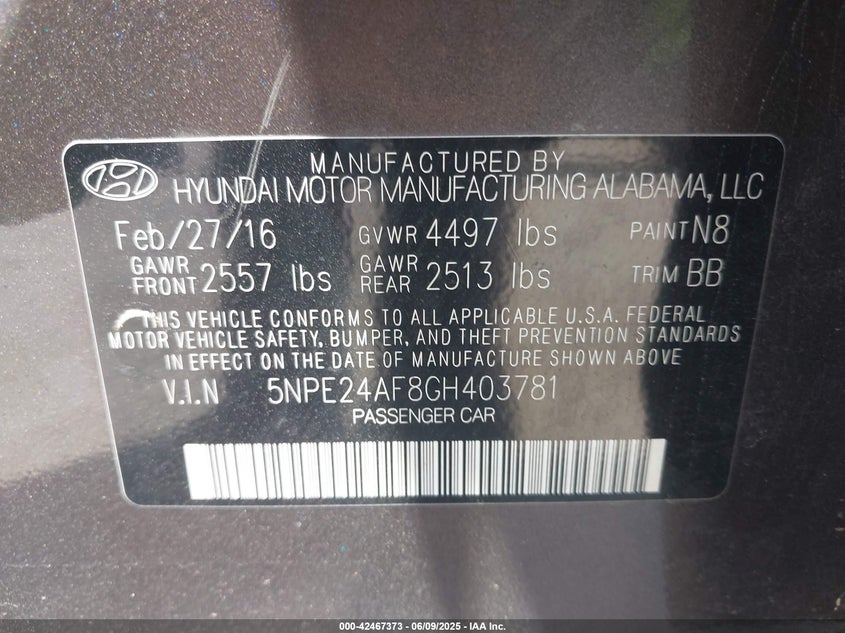 MANUFACTURED BY
HYUNDAI MOTOR MANUFACTURING ALABAMA, LLC
Feb/27/16 GVWR 4497 lbs PAINT N8
GAWR FRONT 2557 lbs GAWR REAR 2513 lbs TRIM BB
THIS VEHICLE CONFORMS TO ALL APPLICABLE U.S.A. FEDERAL
MOTOR VEHICLE SAFETY, BUMPER, AND THEFT PREVENTION STANDARDS
IN EFFECT ON THE DATE OF MANUFACTURE SHOWN ABOVE
V.I.N 5NPE24AF8GH403781
PASSENGER CAR
000-42467373 | 06/09/2025 - IAA Inc.